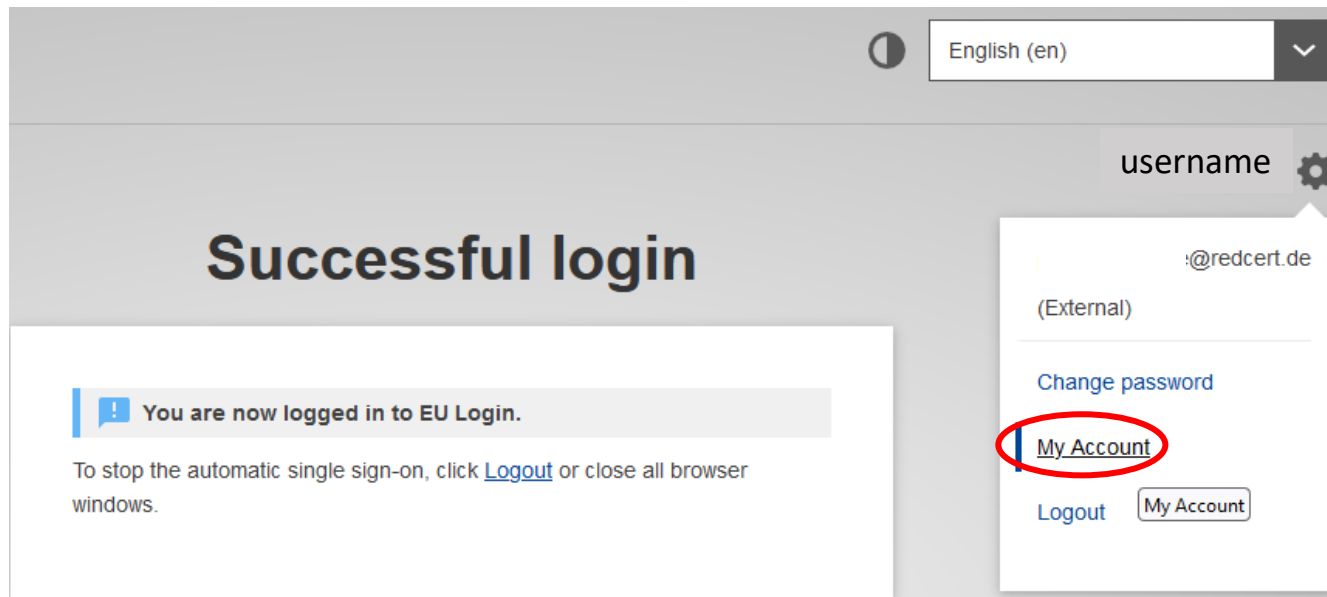 English (en)
username
Successful login
@redcert.de
(External)
You are now logged in to EU Login.
To stop the automatic single sign-on, click Logout or close all browser
windows.
Change password
My Account
Logout
My Account